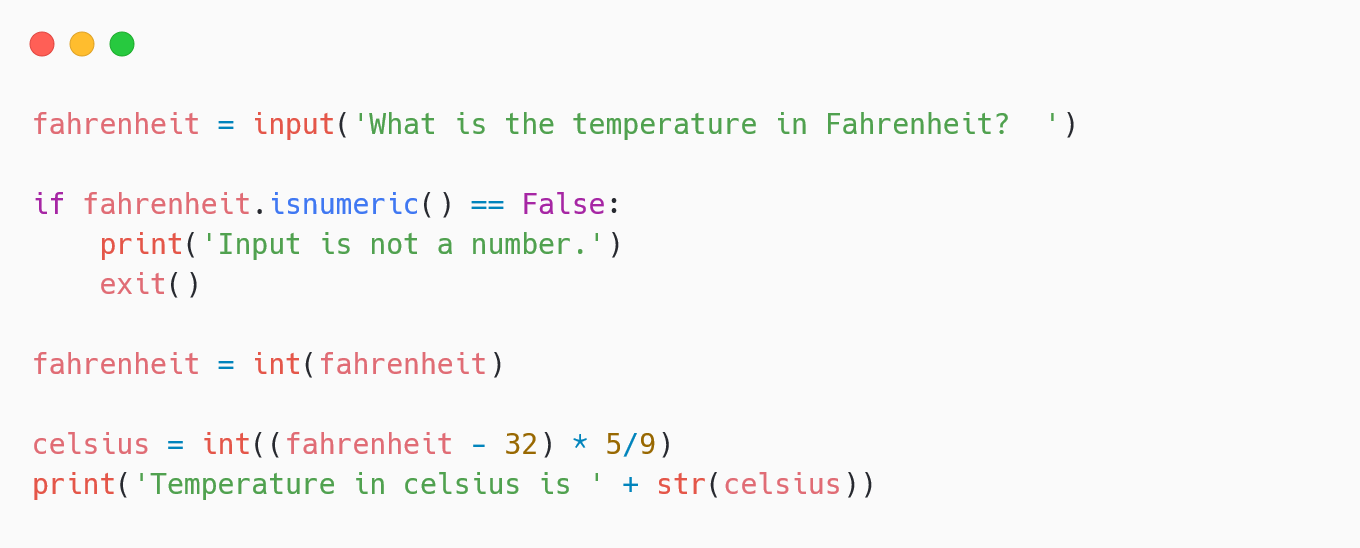 fahrenheit = input('What is the temperature in Fahrenheit?  ')
if fahrenheit.isnumeric() == False:
    print('Input is not a number.')
    exit()
fahrenheit = int(fahrenheit)
celsius = int((fahrenheit - 32) * 5/9)
print('Temperature in celsius is ' + str(celsius))